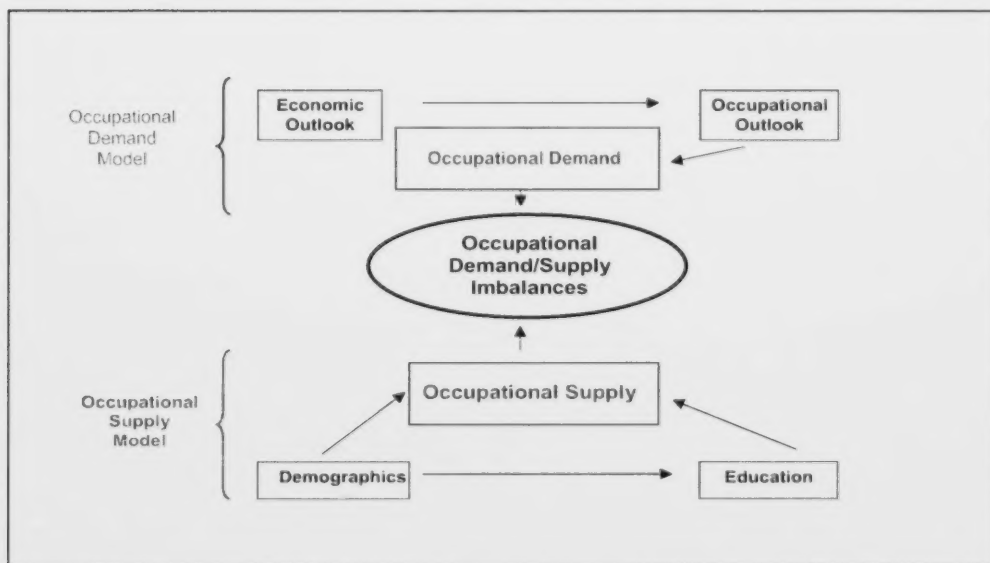 Occupational
Demand
Model
Economic
Outlook
Occupational
Outlook
Occupational Demand
Occupational
Demand/Supply
Imbalances
Occupational
Supply
Model
Occupational Supply
Demographics
Education